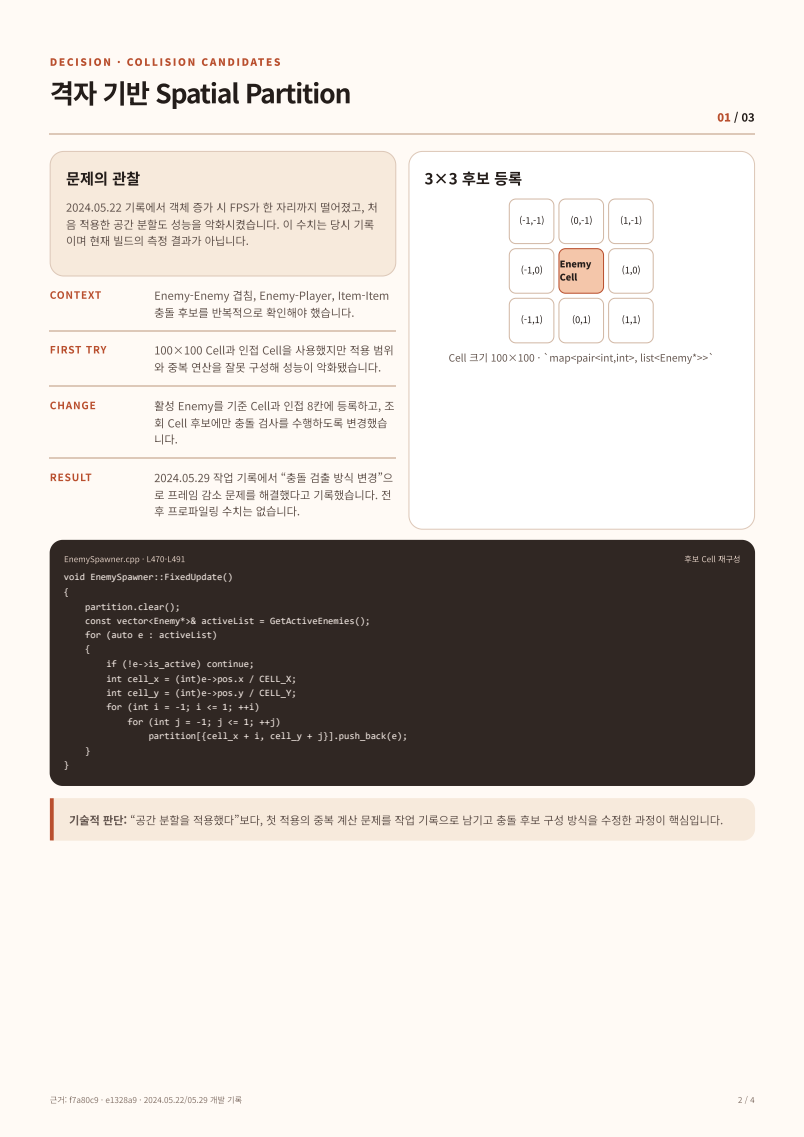 DECISION · COLLISION CANDIDATES
격자 기반 Spatial Partition
01 / 03
문제의 관찰
2024.05.22 기록에서 객체 증가 시 FPS가 한 자리까지 떨어졌고, 처
음 적용한 공간 분할도 성능을 악화시켰습니다. 이 수치는 당시 기록
이며 현재 빌드의 측정 결과가 아닙니다.
CONTEXT
Enemy-Enemy 겹침, Enemy-Player, Item-Item
충돌 후보를 반복적으로 확인해야 했습니다.
FIRST TRY
100×100 Cell과 인접 Cell을 사용했지만 적용 범위
와 중복 연산을 잘못 구성해 성능이 악화됐습니다.
CHANGE
활성 Enemy를 기준 Cell과 인접 8칸에 등록하고, 조
회 Cell 후보에만 충돌 검사를 수행하도록 변경했습
니다.
RESULT
2024.05.29 작업 기록에서 “충돌 검출 방식 변경”으
로 프레임 감소 문제를 해결했다고 기록했습니다. 전
후 프로파일링 수치는 없습니다.
3×3 후보 등록
(-1,-1) (0,-1) (1,-1)
(-1,0) Enemy Cell (1,0)
(-1,1) (0,1) (1,1)
Cell 크기 100×100 · `map<pair<int,int>, list<Enemy*>>`
EnemySpawner.cpp · L470-L491
후보 Cell 재구성
void EnemySpawner::FixedUpdate()
{
    partition.clear();
    const vector<Enemy*>& activeList = GetActiveEnemies();
    for (auto e : activeList)
    {
        if (!e->is_active) continue;
        int cell_x = (int)e->pos.x / CELL_X;
        int cell_y = (int)e->pos.y / CELL_Y;
        for (int i = -1; i <= 1; ++i)
            for (int j = -1; j <= 1; ++j)
                partition[{cell_x + i, cell_y + j}].push_back(e);
    }
}
기술적 판단: “공간 분할을 적용했다”보다, 첫 적용의 중복 계산 문제를 작업 기록으로 남기고 충돌 후보 구성 방식을 수정한 과정이 핵심입니다.
근거: f7a80c9 · e1328a9 · 2024.05.22/05.29 개발 기록
2 / 4